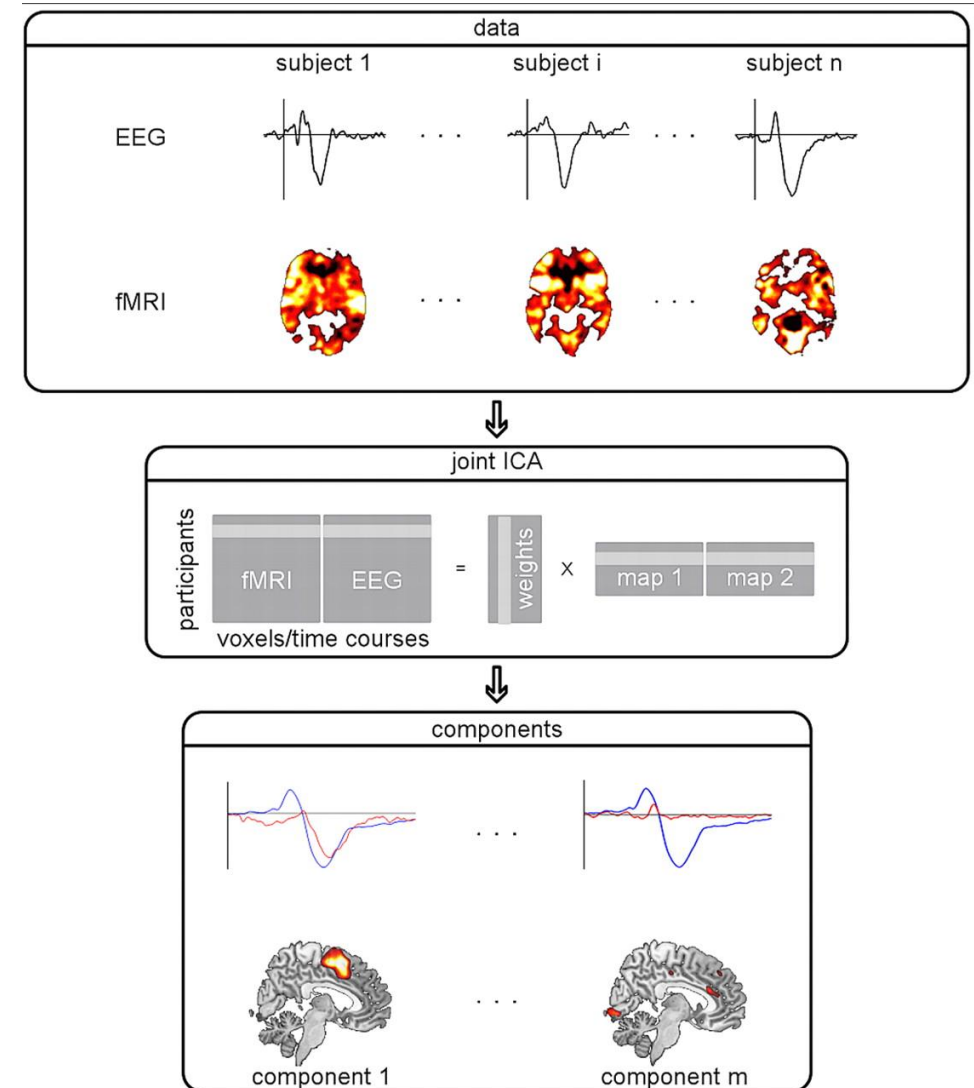 data
subject 1 subject i subject n
EEG . . . . . .
fMRI . . . . . .
joint ICA
participants
fMRI EEG = weights x map 1 map 2
voxels/time courses
components
. . .
. . .
component 1 component m